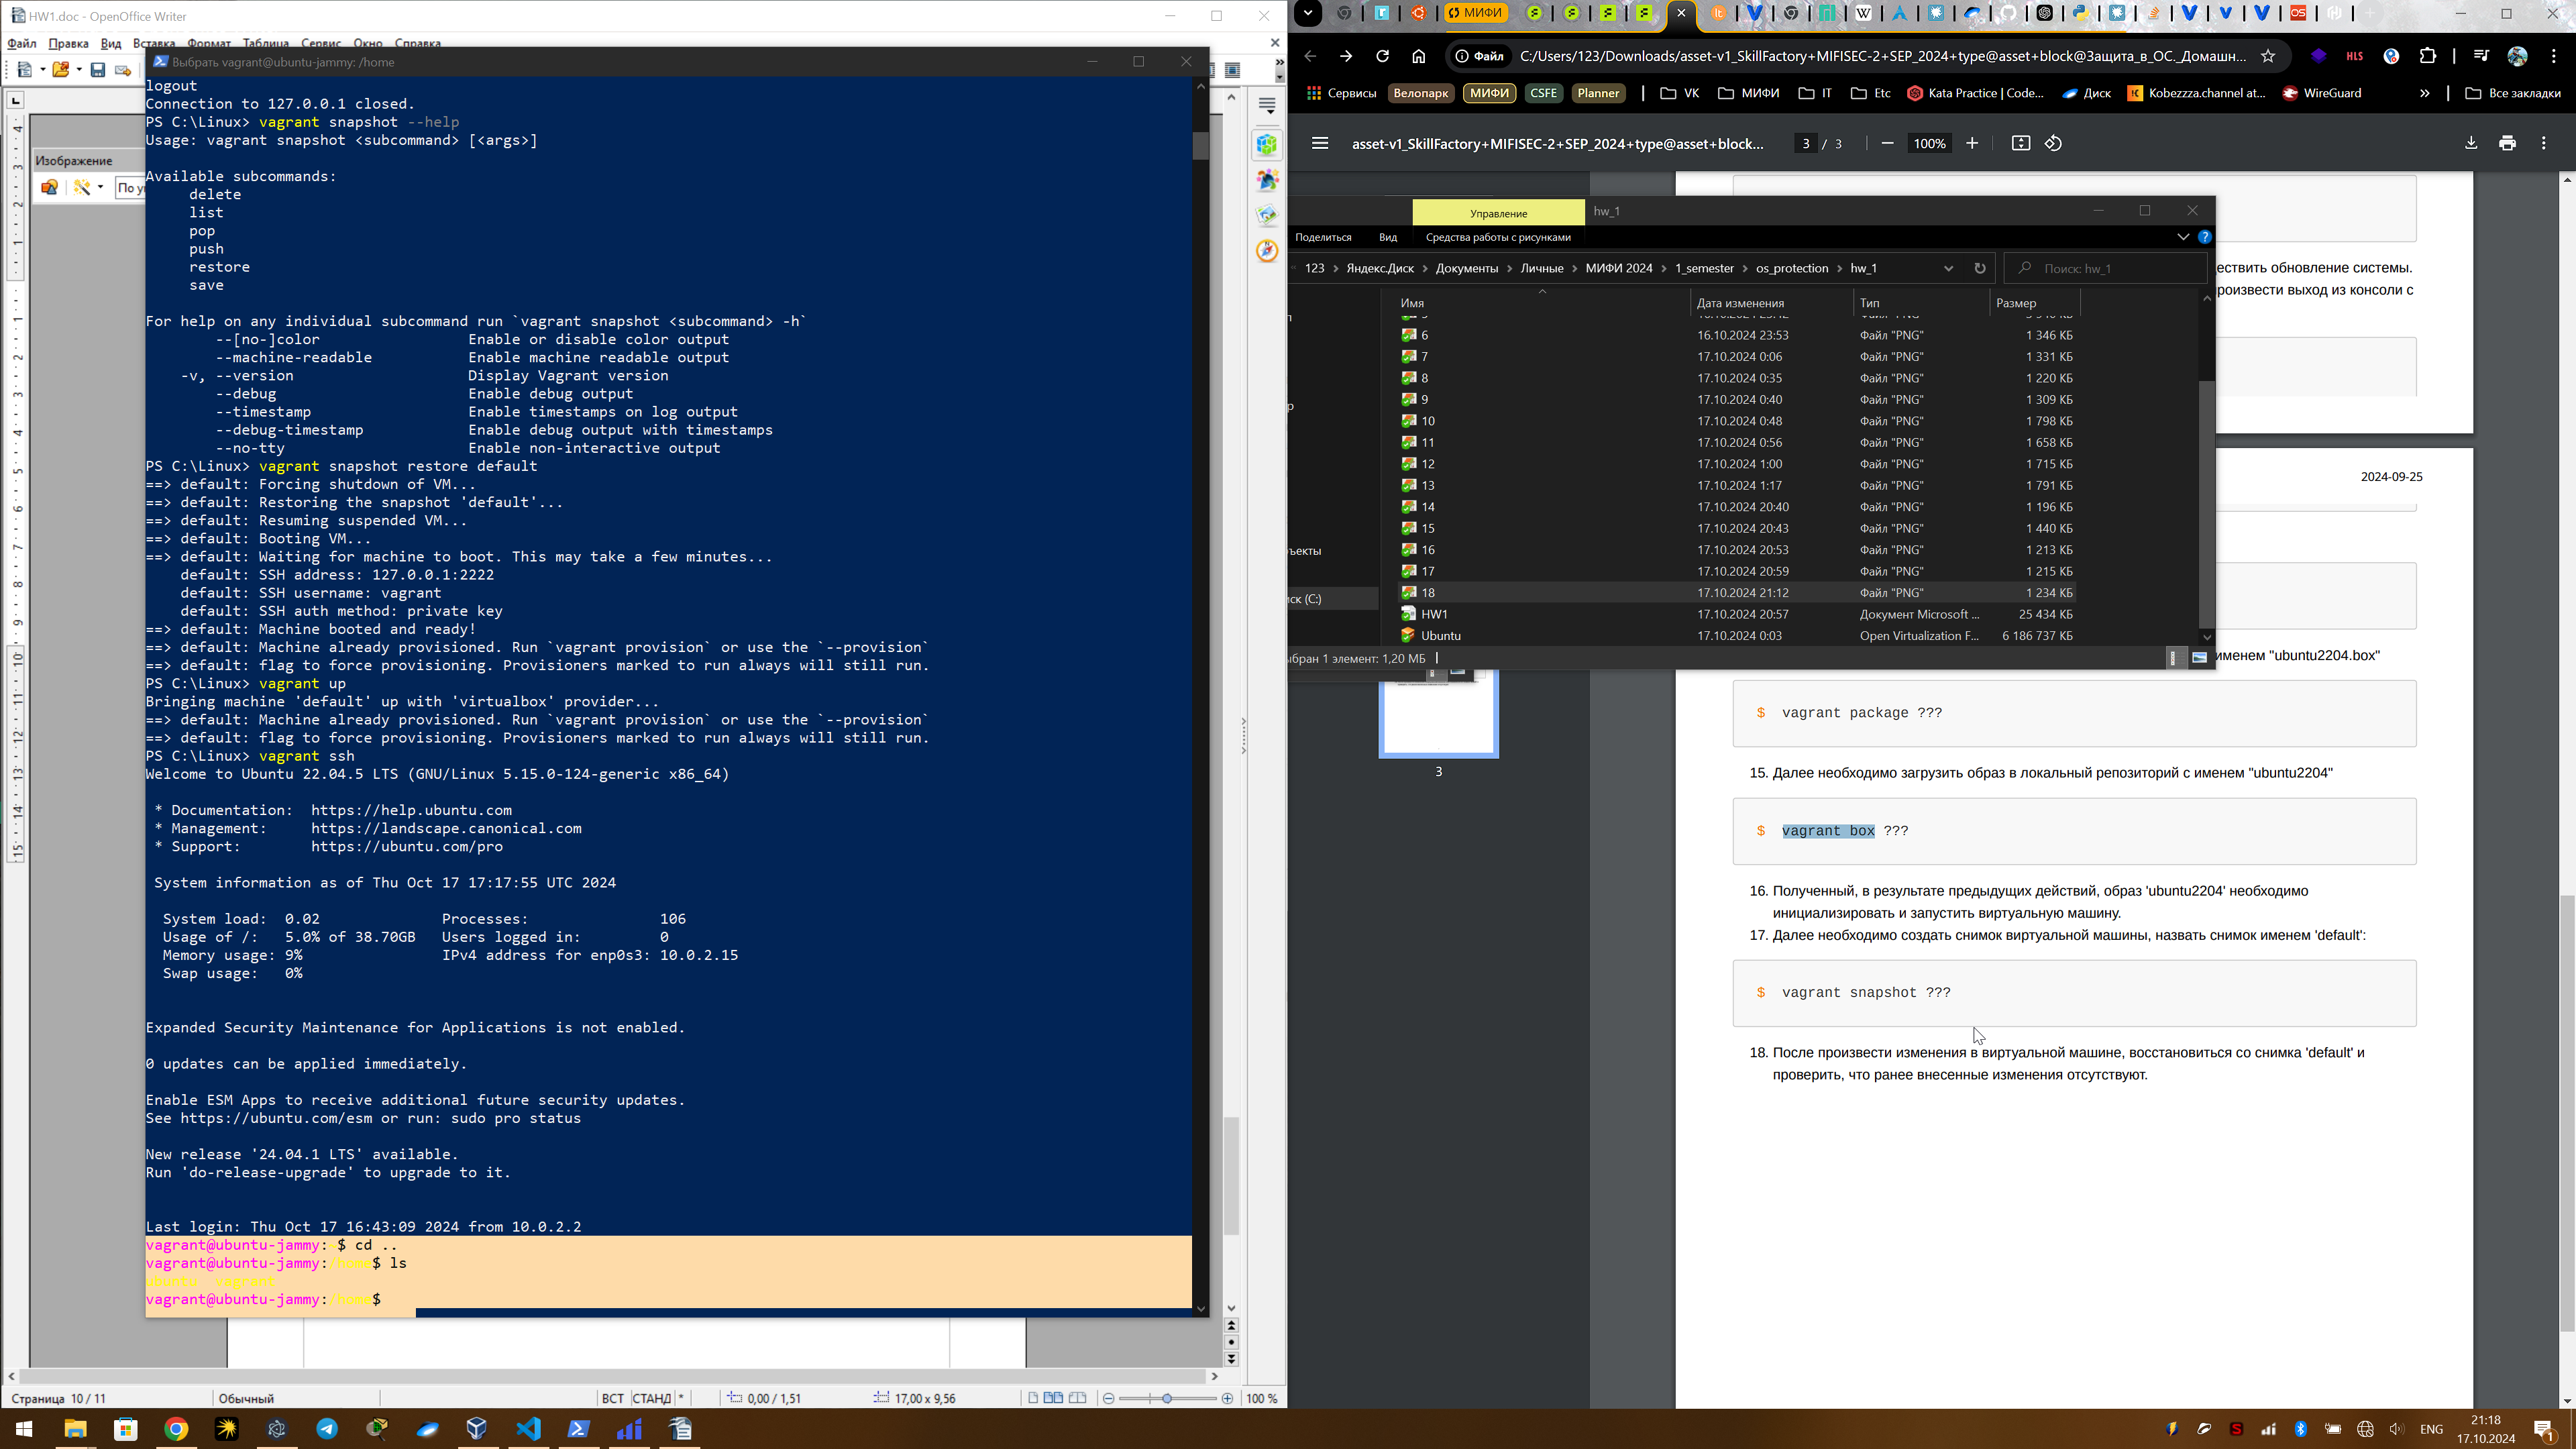 HW1.doc - OpenOffice Writer
Файл Правка Вид Вставка Формат Таблица Сервис Окно Справка
Изображение
Выбрать vagrant@ubuntu-jammy: /home
logout
Connection to 127.0.0.1 closed.
PS C:\Linux> vagrant snapshot --help
Usage: vagrant snapshot <subcommand> [<args>]
Available subcommands:
delete
list
pop
push
restore
save
For help on any individual subcommand run `vagrant snapshot <subcommand> -h`
--[no-]color Enable or disable color output
--machine-readable Enable machine readable output
-v, --version Display Vagrant version
--debug Enable debug output
--timestamp Enable timestamps on log output
--debug-timestamp Enable debug output with timestamps
--no-tty Enable non-interactive output
PS C:\Linux> vagrant snapshot restore default
==> default: Forcing shutdown of VM...
==> default: Restoring the snapshot 'default'...
==> default: Resuming suspended VM...
==> default: Booting VM...
==> default: Waiting for machine to boot. This may take a few minutes...
default: SSH address: 127.0.0.1:2222
default: SSH username: vagrant
default: SSH auth method: private key
==> default: Machine booted and ready!
==> default: Machine already provisioned. Run `vagrant provision` or use the `--provision`
==> default: flag to force provisioning. Provisioners marked to run always will still run.
PS C:\Linux> vagrant up
Bringing machine 'default' up with 'virtualbox' provider...
==> default: Machine already provisioned. Run `vagrant provision` or use the `--provision`
==> default: flag to force provisioning. Provisioners marked to run always will still run.
PS C:\Linux> vagrant ssh
Welcome to Ubuntu 22.04.5 LTS (GNU/Linux 5.15.0-124-generic x86_64)
* Documentation: https://help.ubuntu.com
* Management: https://landscape.canonical.com
* Support: https://ubuntu.com/pro
System information as of Thu Oct 17 17:17:55 UTC 2024
System load: 0.02 Processes: 106
Usage of /: 5.0% of 38.70GB Users logged in: 0
Memory usage: 9% IPv4 address for enp0s3: 10.0.2.15
Swap usage: 0%
Expanded Security Maintenance for Applications is not enabled.
0 updates can be applied immediately.
Enable ESM Apps to receive additional future security updates.
See https://ubuntu.com/esm or run: sudo pro status
New release '24.04.1 LTS' available.
Run 'do-release-upgrade' to upgrade to it.
Last login: Thu Oct 17 16:43:09 2024 from 10.0.2.2
vagrant@ubuntu-jammy:~$ cd ..
vagrant@ubuntu-jammy:/home$ ls
ubuntu vagrant
vagrant@ubuntu-jammy:/home$
Страница 10 / 11 Обычный ВСТ СТАНД * 0,00 / 1,51 17,00 x 9,56 100 %
МИФИ
Файл C:/Users/123/Downloads/asset-v1_SkillFactory+MIFISEC-2+SEP_2024+type@asset+block@Защита_в_ОС._Домашн...
Сервисы Велопарк МИФИ CSFE Planner VK МИФИ IT Etc Kata Practice | Code... Диск Kobezzza.channel at... WireGuard » Все закладки
asset-v1_SkillFactory+MIFISEC-2+SEP_2024+type@asset+block... 3 / 3 100%
Управление hw_1
Поделиться Вид Средства работы с рисунками
123 Яндекс.Диск Документы Личные МИФИ 2024 1_semester os_protection hw_1 Поиск: hw_1
Имя Дата изменения Тип Размер
6 16.10.2024 23:53 Файл "PNG" 1 346 КБ
7 17.10.2024 0:06 Файл "PNG" 1 331 КБ
8 17.10.2024 0:35 Файл "PNG" 1 220 КБ
9 17.10.2024 0:40 Файл "PNG" 1 309 КБ
10 17.10.2024 0:48 Файл "PNG" 1 798 КБ
11 17.10.2024 0:56 Файл "PNG" 1 658 КБ
12 17.10.2024 1:00 Файл "PNG" 1 715 КБ
13 17.10.2024 1:17 Файл "PNG" 1 791 КБ
14 17.10.2024 20:40 Файл "PNG" 1 196 КБ
15 17.10.2024 20:43 Файл "PNG" 1 440 КБ
16 17.10.2024 20:53 Файл "PNG" 1 213 КБ
17 17.10.2024 20:59 Файл "PNG" 1 215 КБ
18 17.10.2024 21:12 Файл "PNG" 1 234 КБ
HW1 17.10.2024 20:57 Документ Microsoft ... 25 434 КБ
Ubuntu 17.10.2024 0:03 Open Virtualization F... 6 186 737 КБ
ъекты
ск (C:)
ыбран 1 элемент: 1,20 МБ
ествить обновление системы.
роизвести выход из консоли с
2024-09-25
именем "ubuntu2204.box"
3
$ vagrant package ???
15. Далее необходимо загрузить образ в локальный репозиторий с именем "ubuntu2204"
$ vagrant box ???
16. Полученный, в результате предыдущих действий, образ 'ubuntu2204' необходимо
инициализировать и запустить виртуальную машину.
17. Далее необходимо создать снимок виртуальной машины, назвать снимок именем 'default':
$ vagrant snapshot ???
18. После произвести изменения в виртуальной машине, восстановиться со снимка 'default' и
проверить, что ранее внесенные изменения отсутствуют.
ENG 21:18
17.10.2024
1